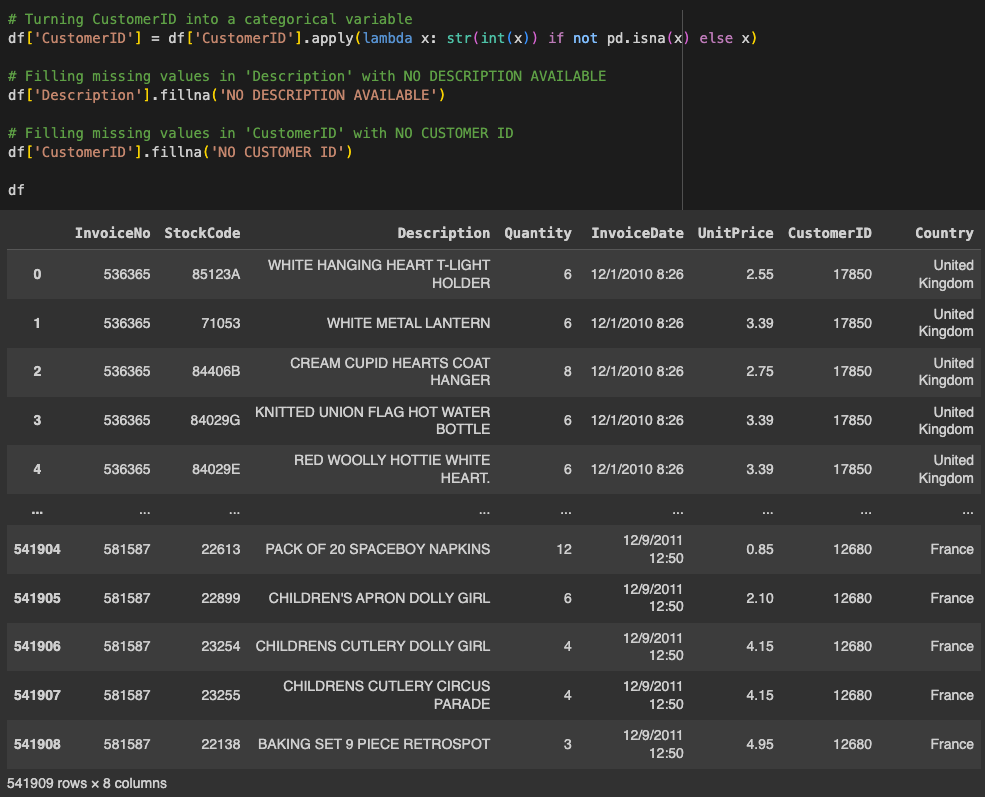 # Turning CustomerID into a categorical variable
df['CustomerID'] = df['CustomerID'].apply(lambda x: str(int(x)) if not pd.isna(x) else x)
# Filling missing values in 'Description' with NO DESCRIPTION AVAILABLE
df['Description'].fillna('NO DESCRIPTION AVAILABLE')
# Filling missing values in 'CustomerID' with NO CUSTOMER ID
df['CustomerID'].fillna('NO CUSTOMER ID')
df
InvoiceNo StockCode Description Quantity InvoiceDate UnitPrice CustomerID Country
0 536365 85123A WHITE HANGING HEART T-LIGHT HOLDER 6 12/1/2010 8:26 2.55 17850 United Kingdom
1 536365 71053 WHITE METAL LANTERN 6 12/1/2010 8:26 3.39 17850 United Kingdom
2 536365 84406B CREAM CUPID HEARTS COAT HANGER 8 12/1/2010 8:26 2.75 17850 United Kingdom
3 536365 84029G KNITTED UNION FLAG HOT WATER BOTTLE 6 12/1/2010 8:26 3.39 17850 United Kingdom
4 536365 84029E RED WOOLLY HOTTIE WHITE HEART. 6 12/1/2010 8:26 3.39 17850 United Kingdom
... ... ... ... ... ... ... ... ...
541904 581587 22613 PACK OF 20 SPACEBOY NAPKINS 12 12/9/2011 12:50 0.85 12680 France
541905 581587 22899 CHILDREN'S APRON DOLLY GIRL 6 12/9/2011 12:50 2.10 12680 France
541906 581587 23254 CHILDRENS CUTLERY DOLLY GIRL 4 12/9/2011 12:50 4.15 12680 France
541907 581587 23255 CHILDRENS CUTLERY CIRCUS PARADE 4 12/9/2011 12:50 4.15 12680 France
541908 581587 22138 BAKING SET 9 PIECE RETROSPOT 3 12/9/2011 12:50 4.95 12680 France
541909 rows × 8 columns